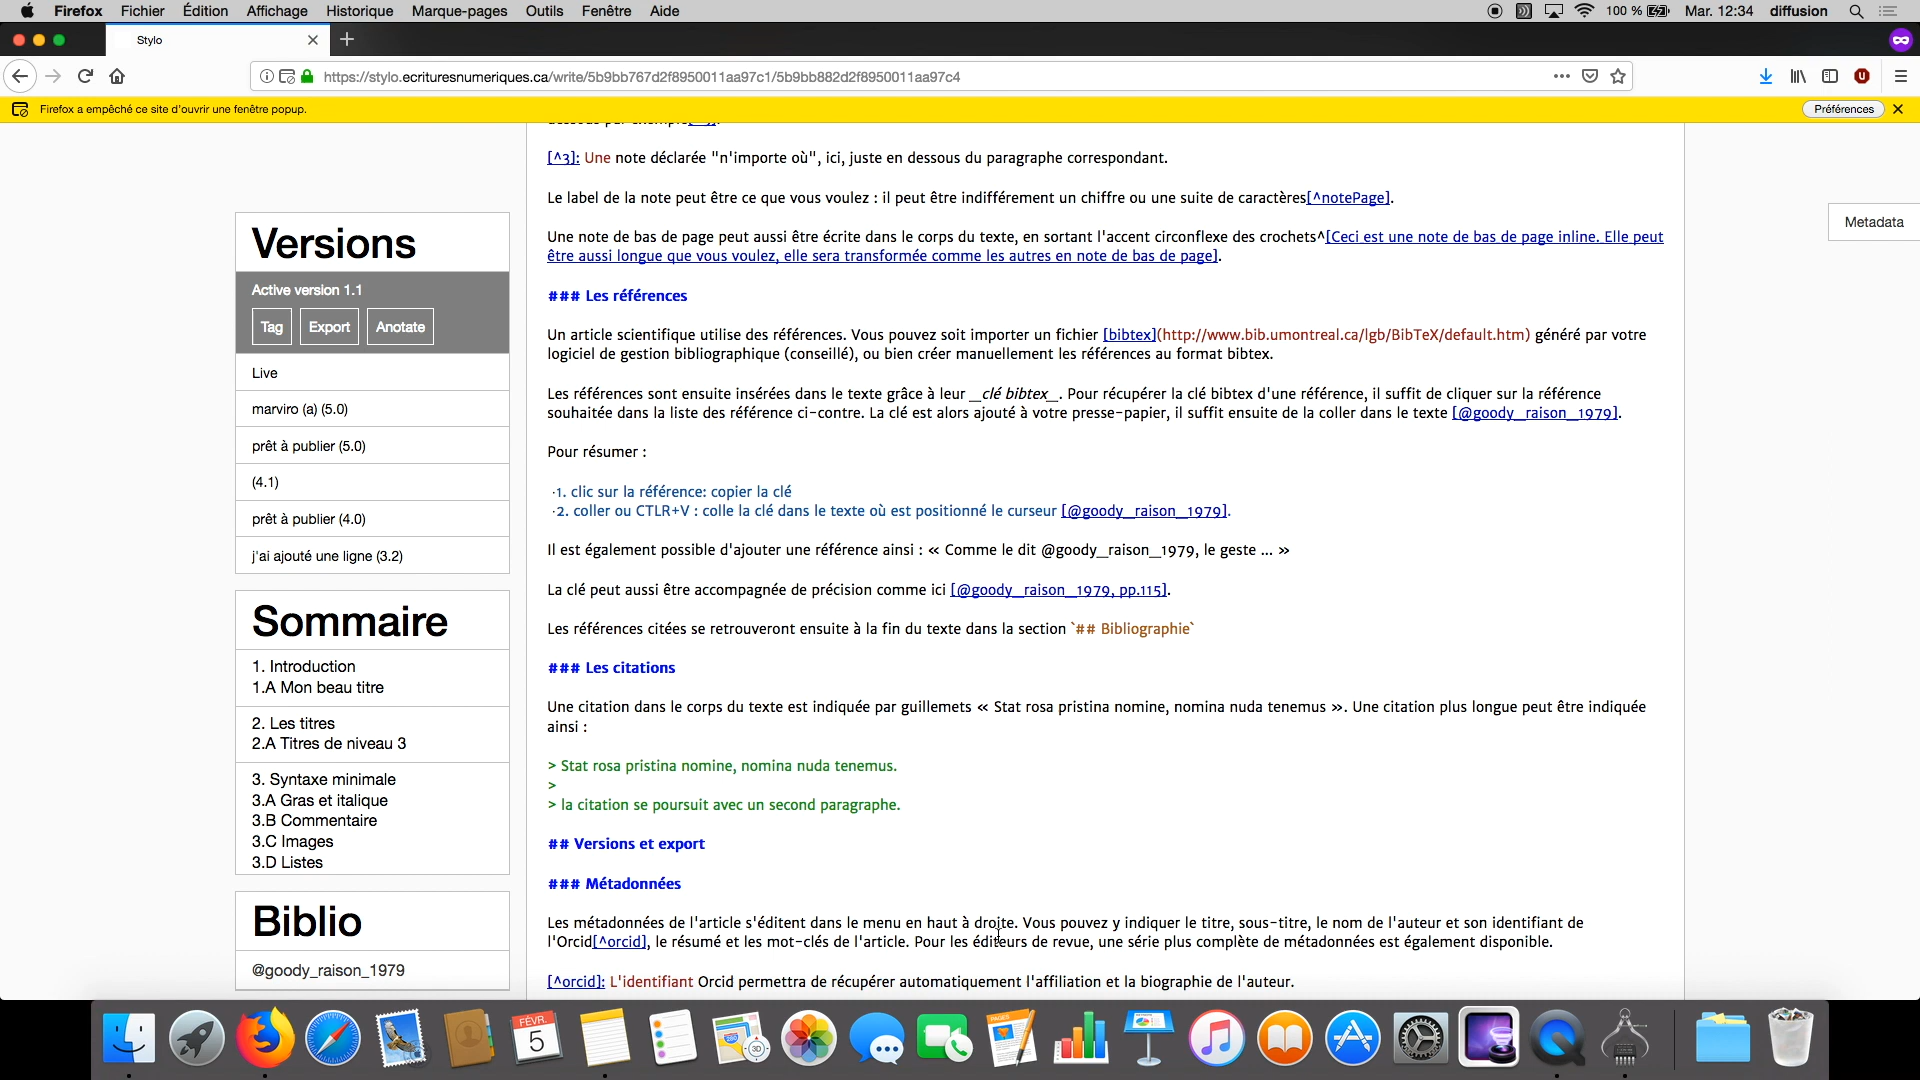 Firefox Fichier Édition Affichage Historique Marque-pages Outils Fenêtre Aide 100 % Mar. 12:34 diffusion
Stylo
https://stylo.ecrituresnumeriques.ca/write/5b9bb767d2f8950011aa97c1/5b9bb882d2f8950011aa97c4
Firefox a empêché ce site d'ouvrir une fenêtre popup. Préférences
Metadata
Versions
Active version 1.1
Tag Export Anotate
Live
marviro (a) (5.0)
prêt à publier (5.0)
(4.1)
prêt à publier (4.0)
j'ai ajouté une ligne (3.2)
Sommaire
1. Introduction
1.A Mon beau titre
2. Les titres
2.A Titres de niveau 3
3. Syntaxe minimale
3.A Gras et italique
3.B Commentaire
3.C Images
3.D Listes
Biblio
@goody_raison_1979
[^3]: Une note déclarée "n'importe où", ici, juste en dessous du paragraphe correspondant.
Le label de la note peut être ce que vous voulez : il peut être indifférement un chiffre ou une suite de caractères[^notePage].
Une note de bas de page peut aussi être écrite dans le corps du texte, en sortant l'accent circonflexe des crochets^[Ceci est une note de bas de page inline. Elle peut
être aussi longue que vous voulez, elle sera transformée comme les autres en note de bas de page].
### Les références
Un article scientifique utilise des références. Vous pouvez soit importer un fichier [bibtex](http://www.bib.umontreal.ca/lgb/BibTeX/default.htm) généré par votre
logiciel de gestion bibliographique (conseillé), ou bien créer manuellement les références au format bibtex.
Les références sont ensuite insérées dans le texte grâce à leur _clé bibtex_. Pour récupérer la clé bibtex d'une référence, il suffit de cliquer sur la référence
souhaitée dans la liste des référence ci-contre. La clé est alors ajouté à votre presse-papier, il suffit ensuite de la coller dans le texte [@goody_raison_1979].
Pour résumer :
·1. clic sur la référence: copier la clé
·2. coller ou CTLR+V : colle la clé dans le texte où est positionné le curseur [@goody_raison_1979].
Il est également possible d'ajouter une référence ainsi : « Comme le dit @goody_raison_1979, le geste ... »
La clé peut aussi être accompagnée de précision comme ici [@goody_raison_1979, pp.115].
Les références citées se retrouveront ensuite à la fin du texte dans la section `## Bibliographie`
### Les citations
Une citation dans le corps du texte est indiquée par guillemets « Stat rosa pristina nomine, nomina nuda tenemus ». Une citation plus longue peut être indiquée
ainsi :
> Stat rosa pristina nomine, nomina nuda tenemus.
>
> la citation se poursuit avec un second paragraphe.
## Versions et export
### Métadonnées
Les métadonnées de l'article s'éditent dans le menu en haut à droite. Vous pouvez y indiquer le titre, sous-titre, le nom de l'auteur et son identifiant de
l'Orcid[^orcid], le résumé et les mot-clés de l'article. Pour les éditeurs de revue, une série plus complète de métadonnées est également disponible.
[^orcid]: L'identifiant Orcid permettra de récupérer automatiquement l'affiliation et la biographie de l'auteur.
FÉVR.
5
PAGES
280
3D